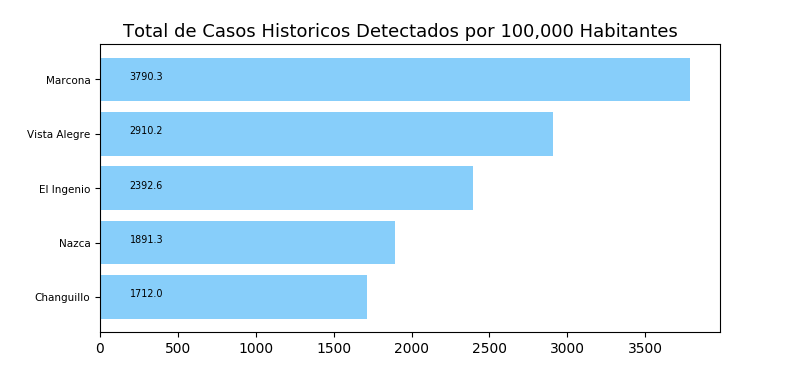 Total de Casos Historicos Detectados por 100,000 Habitantes
Marcona 3790.3
Vista Alegre 2910.2
El Ingenio 2392.6
Nazca 1891.3
Changuillo 1712.0
0 500 1000 1500 2000 2500 3000 3500